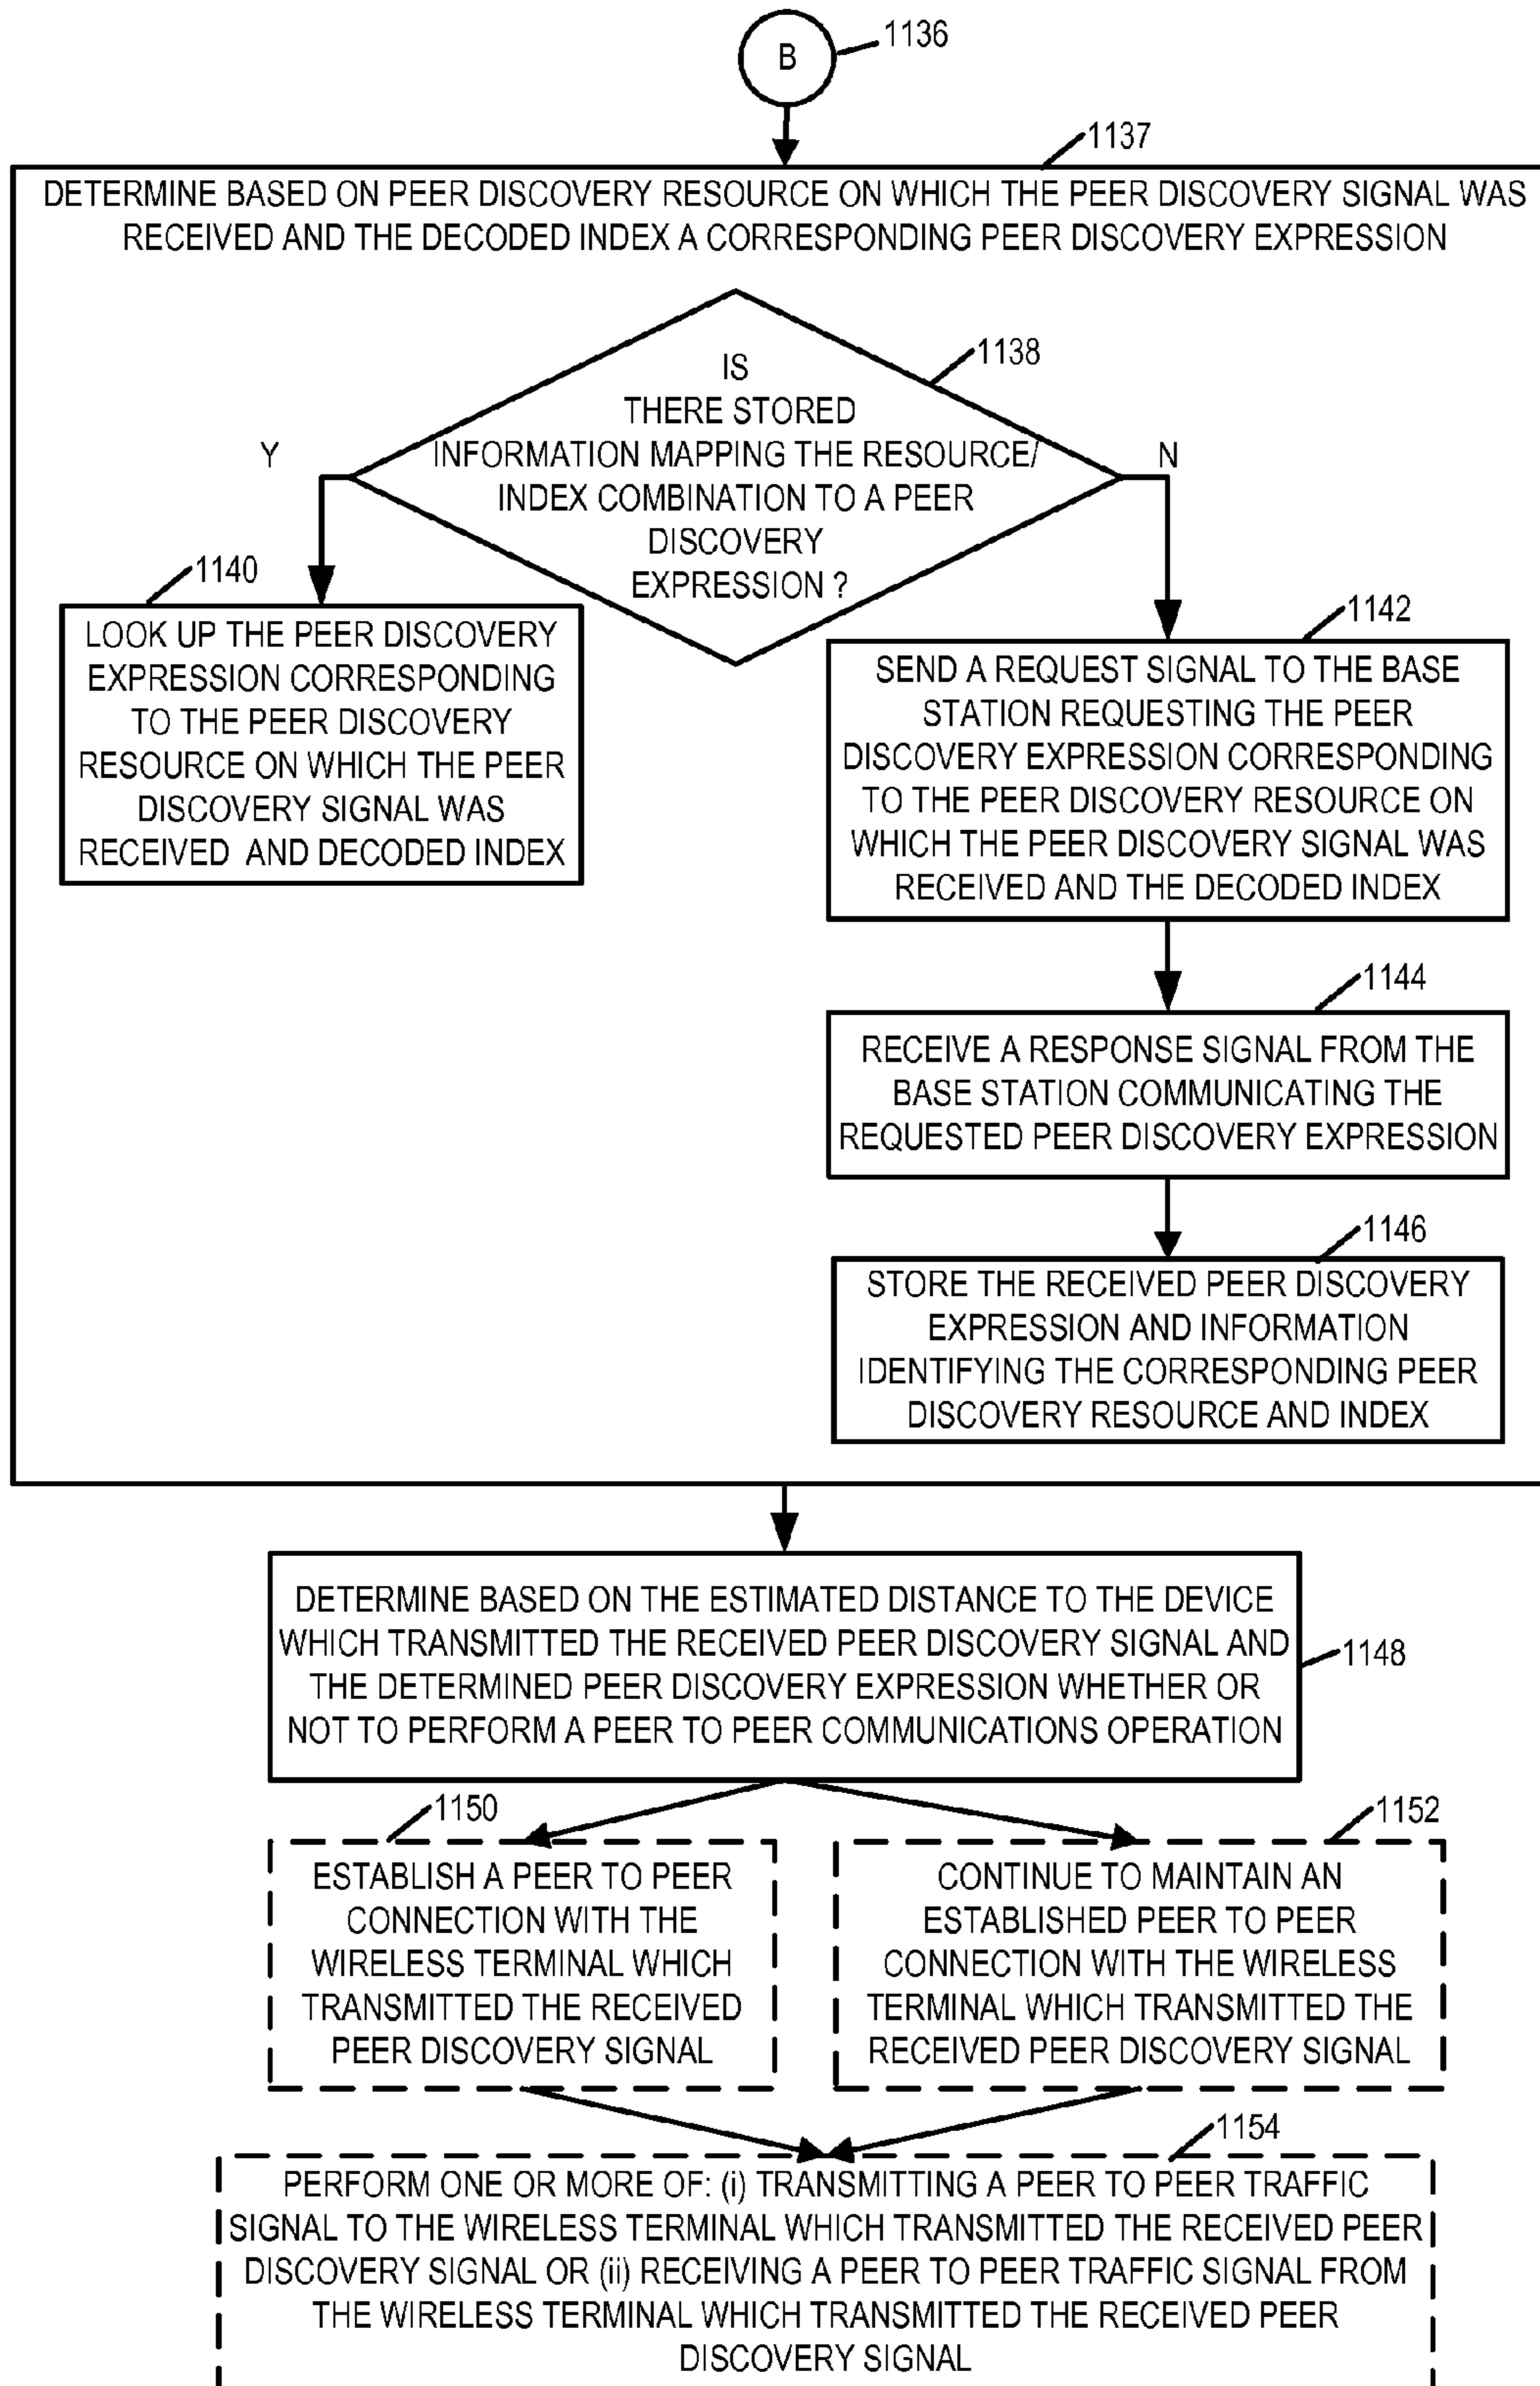 B
1136
1137
DETERMINE BASED ON PEER DISCOVERY RESOURCE ON WHICH THE PEER DISCOVERY SIGNAL WAS
RECEIVED AND THE DECODED INDEX A CORRESPONDING PEER DISCOVERY EXPRESSION
1138
IS
THERE STORED
INFORMATION MAPPING THE RESOURCE/
INDEX COMBINATION TO A PEER
DISCOVERY
EXPRESSION ?
Y
N
1140
LOOK UP THE PEER DISCOVERY
EXPRESSION CORRESPONDING
TO THE PEER DISCOVERY
RESOURCE ON WHICH THE PEER
DISCOVERY SIGNAL WAS
RECEIVED AND DECODED INDEX
1142
SEND A REQUEST SIGNAL TO THE BASE
STATION REQUESTING THE PEER
DISCOVERY EXPRESSION CORRESPONDING
TO THE PEER DISCOVERY RESOURCE ON
WHICH THE PEER DISCOVERY SIGNAL WAS
RECEIVED AND THE DECODED INDEX
1144
RECEIVE A RESPONSE SIGNAL FROM THE
BASE STATION COMMUNICATING THE
REQUESTED PEER DISCOVERY EXPRESSION
1146
STORE THE RECEIVED PEER DISCOVERY
EXPRESSION AND INFORMATION
IDENTIFYING THE CORRESPONDING PEER
DISCOVERY RESOURCE AND INDEX
DETERMINE BASED ON THE ESTIMATED DISTANCE TO THE DEVICE
WHICH TRANSMITTED THE RECEIVED PEER DISCOVERY SIGNAL AND
THE DETERMINED PEER DISCOVERY EXPRESSION WHETHER OR
NOT TO PERFORM A PEER TO PEER COMMUNICATIONS OPERATION
1148
1150
ESTABLISH A PEER TO PEER
CONNECTION WITH THE
WIRELESS TERMINAL WHICH
TRANSMITTED THE RECEIVED
PEER DISCOVERY SIGNAL
1152
CONTINUE TO MAINTAIN AN
ESTABLISHED PEER TO PEER
CONNECTION WITH THE WIRELESS
TERMINAL WHICH TRANSMITTED THE
RECEIVED PEER DISCOVERY SIGNAL
1154
PERFORM ONE OR MORE OF: (i) TRANSMITTING A PEER TO PEER TRAFFIC
SIGNAL TO THE WIRELESS TERMINAL WHICH TRANSMITTED THE RECEIVED PEER
DISCOVERY SIGNAL OR (ii) RECEIVING A PEER TO PEER TRAFFIC SIGNAL FROM
THE WIRELESS TERMINAL WHICH TRANSMITTED THE RECEIVED PEER
DISCOVERY SIGNAL